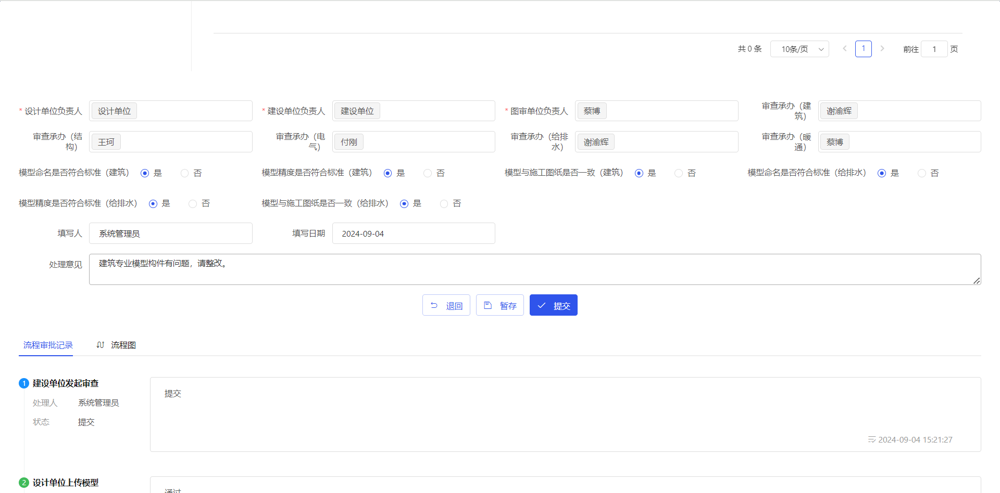 共 0 条 10条/页 1 前往 1 页
* 设计单位负责人 设计单位 * 建设单位负责人 建设单位 * 图审单位负责人 蔡博 审查承办（建筑） 谢渝辉
审查承办（结构） 王珂 审查承办（电气） 付刚 审查承办（给排水） 谢渝辉 审查承办（暖通） 蔡博
模型命名是否符合标准（建筑） 是 否 模型精度是否符合标准（建筑） 是 否 模型与施工图纸是否一致（建筑） 是 否 模型命名是否符合标准（给排水） 是 否
模型精度是否符合标准（给排水） 是 否 模型与施工图纸是否一致（给排水） 是 否
填写人 系统管理员 填写日期 2024-09-04
处理意见 建筑专业模型构件有问题，请整改。
退回 暂存 提交
流程审批记录 流程图
1 建设单位发起审查
提交
处理人 系统管理员
状态 提交
2024-09-04 15:21:27
2 设计单位上传模型
通过